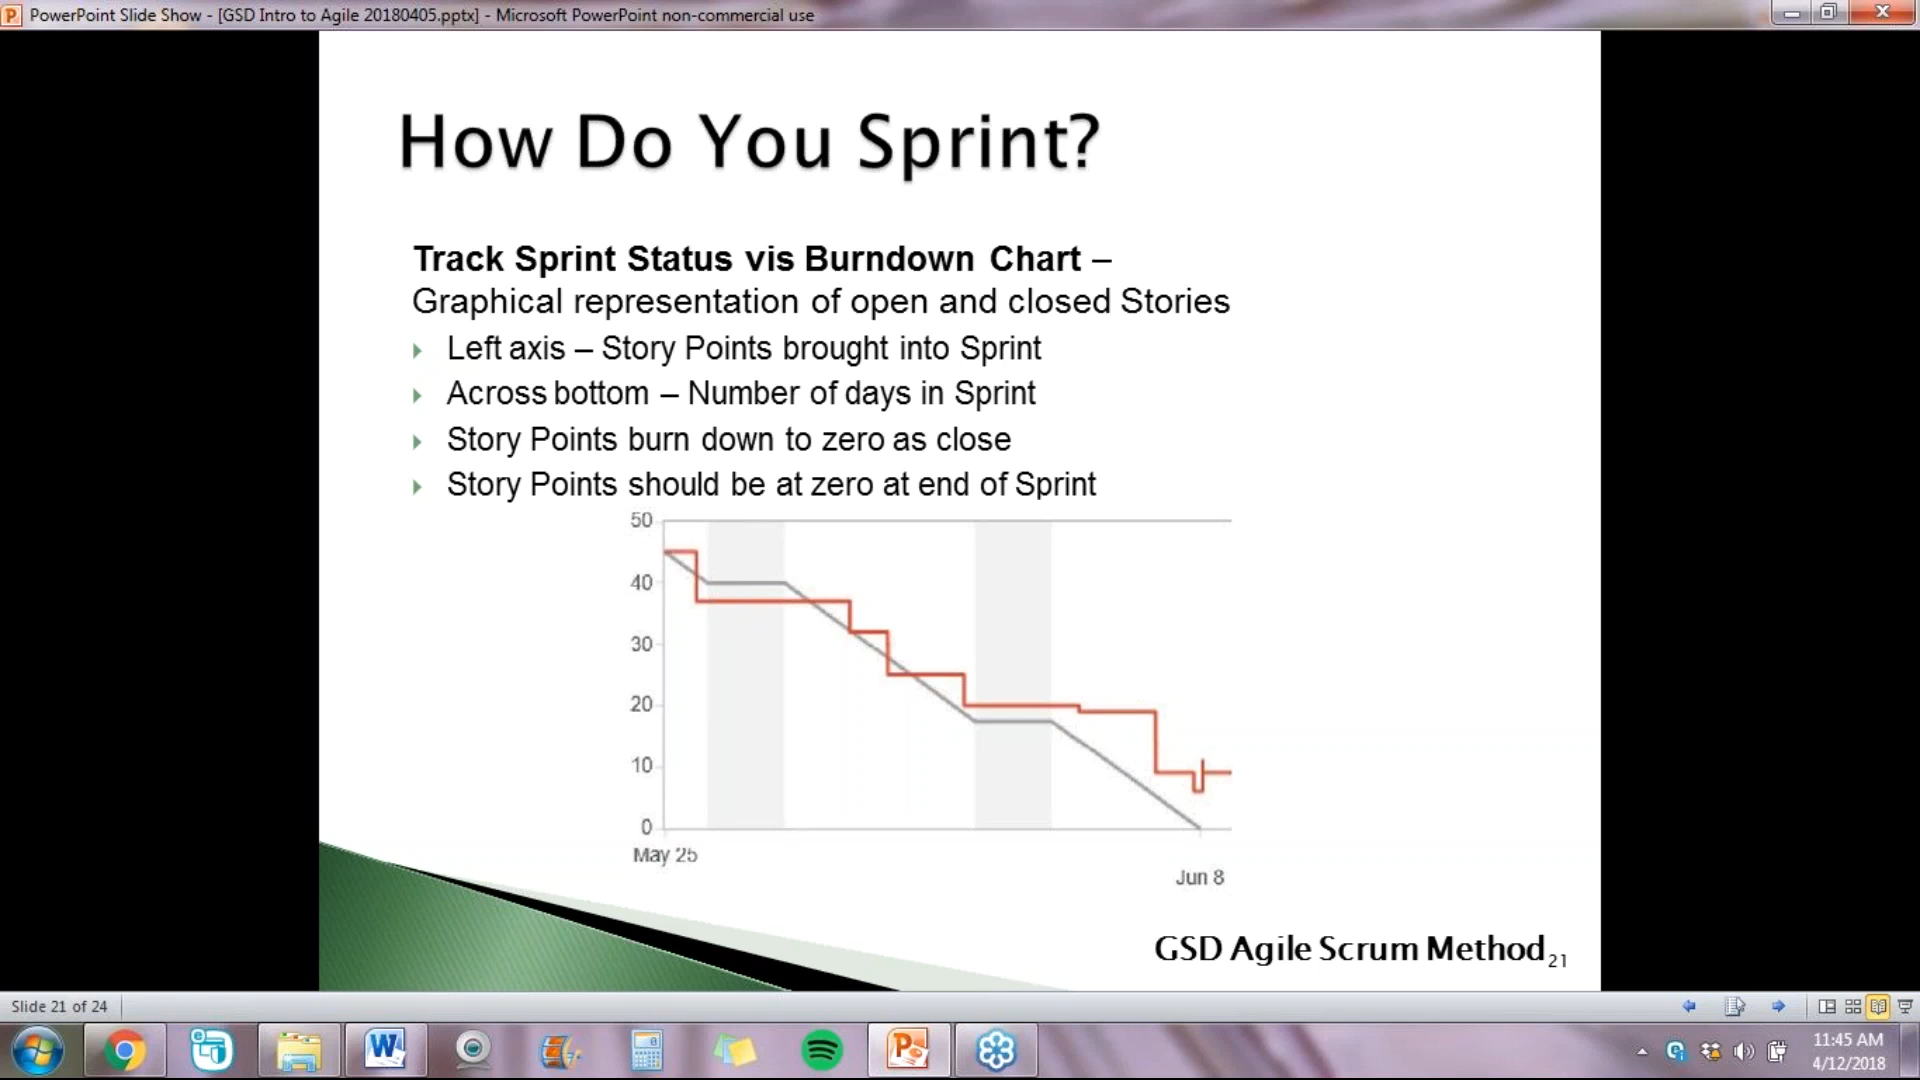 PowerPoint Slide Show - [GSD Intro to Agile 20180405.pptx] - Microsoft PowerPoint non-commercial use
How Do You Sprint?
Track Sprint Status vis Burndown Chart –
Graphical representation of open and closed Stories
Left axis – Story Points brought into Sprint
Across bottom – Number of days in Sprint
Story Points burn down to zero as close
Story Points should be at zero at end of Sprint
50
40
30
20
10
0
May 25
Jun 8
GSD Agile Scrum Method 21
Slide 21 of 24
11:45 AM
4/12/2018